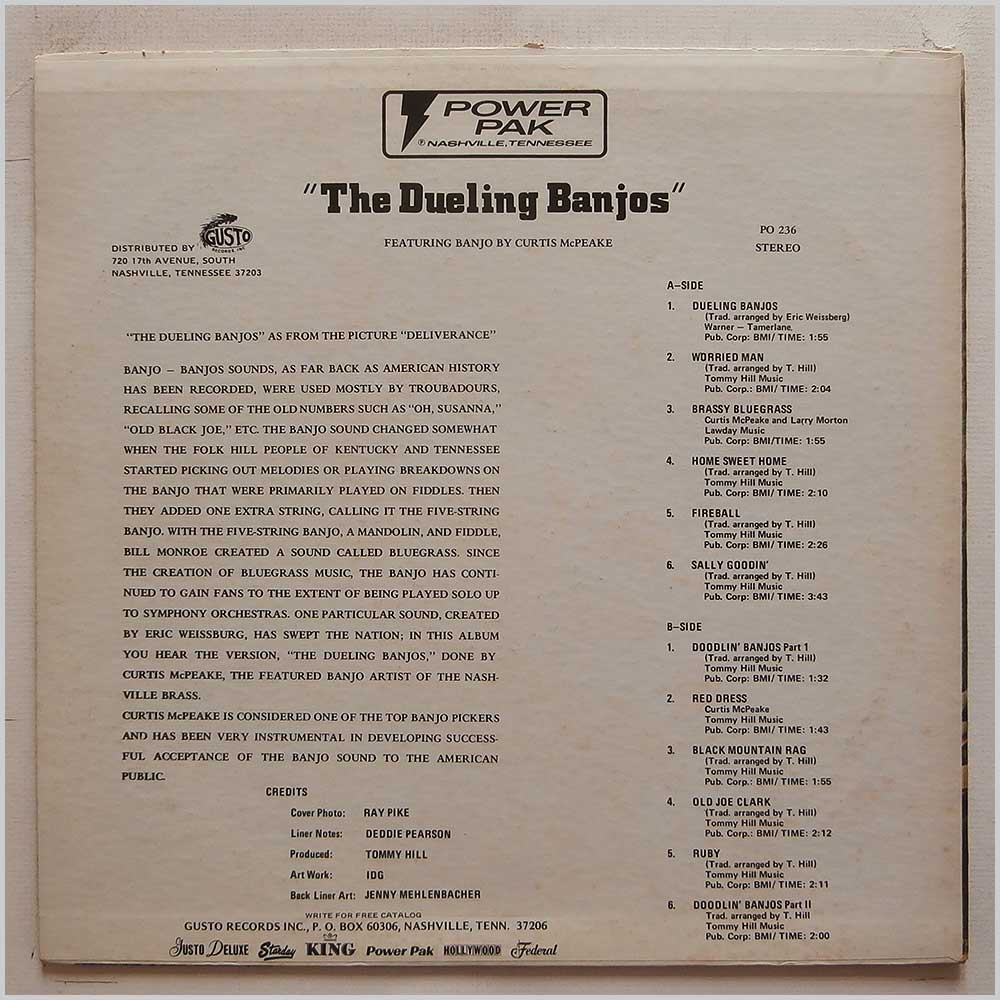 POWER
PAK
℗ NASHVILLE, TENNESSEE
"The Dueling Banjos"
FEATURING BANJO BY CURTIS McPEAKE
PO 236
STEREO
DISTRIBUTED BY GUSTO RECORDS, INC.
720 17th AVENUE, SOUTH
NASHVILLE, TENNESSEE 37203
"THE DUELING BANJOS" AS FROM THE PICTURE "DELIVERANCE"
BANJO – BANJOS SOUNDS, AS FAR BACK AS AMERICAN HISTORY
HAS BEEN RECORDED, WERE USED MOSTLY BY TROUBADOURS,
RECALLING SOME OF THE OLD NUMBERS SUCH AS "OH, SUSANNA,"
"OLD BLACK JOE," ETC. THE BANJO SOUND CHANGED SOMEWHAT
WHEN THE FOLK HILL PEOPLE OF KENTUCKY AND TENNESSEE
STARTED PICKING OUT MELODIES OR PLAYING BREAKDOWNS ON
THE BANJO THAT WERE PRIMARILY PLAYED ON FIDDLES. THEN
THEY ADDED ONE EXTRA STRING, CALLING IT THE FIVE-STRING
BANJO. WITH THE FIVE-STRING BANJO, A MANDOLIN, AND FIDDLE,
BILL MONROE CREATED A SOUND CALLED BLUEGRASS. SINCE
THE CREATION OF BLUEGRASS MUSIC, THE BANJO HAS CONTI-
NUED TO GAIN FANS TO THE EXTENT OF BEING PLAYED SOLO UP
TO SYMPHONY ORCHESTRAS. ONE PARTICULAR SOUND, CREATED
BY ERIC WEISSBURG, HAS SWEPT THE NATION; IN THIS ALBUM
YOU HEAR THE VERSION, "THE DUELING BANJOS," DONE BY
CURTIS McPEAKE, THE FEATURED BANJO ARTIST OF THE NASH-
VILLE BRASS.
CURTIS McPEAKE IS CONSIDERED ONE OF THE TOP BANJO PICKERS
AND HAS BEEN VERY INSTRUMENTAL IN DEVELOPING SUCCESS-
FUL ACCEPTANCE OF THE BANJO SOUND TO THE AMERICAN
PUBLIC.
CREDITS
Cover Photo: RAY PIKE
Liner Notes: DEDDIE PEARSON
Produced: TOMMY HILL
Art Work: IDG
Back Liner Art: JENNY MEHLENBACHER
A–SIDE
1. DUELING BANJOS
(Trad. arranged by Eric Weissberg)
Warner – Tamerlane,
Pub. Corp: BMI/ TIME: 1:55
2. WORRIED MAN
(Trad. arranged by T. Hill)
Tommy Hill Music
Pub. Corp.: BMI/ TIME: 2:04
3. BRASSY BLUEGRASS
Curtis McPeake and Larry Morton
Lawday Music
Pub. Corp: BMI/TIME: 1:55
4. HOME SWEET HOME
(Trad. arranged by T. Hill)
Tommy Hill Music
Pub. Corp: BMI/ TIME: 2:10
5. FIREBALL
(Trad. arranged by T. Hill)
Tommy Hill Music
Pub. Corp: BMI/ TIME: 2:26
6. SALLY GOODIN'
(Trad. arranged by T. Hill)
Tommy Hill Music
Pub. Corp: BMI/ TIME: 3:43
B–SIDE
1. DOODLIN' BANJOS Part 1
(Trad. arranged by T. Hill)
Tommy Hill Music
Pub. Corp: BMI/ TIME: 1:32
2. RED DRESS
Curtis McPeake
Tommy Hill Music
Pub. Corp: BMI/ TIME: 1:43
3. BLACK MOUNTAIN RAG
(Trad. arranged by T. Hill)
Tommy Hill Music
Pub. Corp: BMI/ TIME: 1:55
4. OLD JOE CLARK
(Trad. arranged by T. Hill)
Tommy Hill Music
Pub. Corp.: BMI/ TIME: 2:12
5. RUBY
(Trad. arranged by T. Hill)
Tommy Hill Music
Pub. Corp: BMI/ TIME: 2:11
6. DOODLIN' BANJOS Part II
Trad. arranged by T. Hill
Tommy Hill Music
Pub. Corp: BMI/ TIME: 2:00
WRITE FOR FREE CATALOG
GUSTO RECORDS INC., P. O. BOX 60306, NASHVILLE, TENN. 37206
Gusto Deluxe Starday KING Power Pak HOLLYWOOD Federal